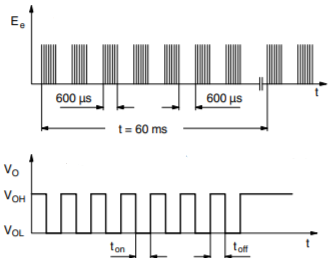 Ee
t
600 µs
600 µs
t = 60 ms
VO
VOH
VOL
ton
toff
t